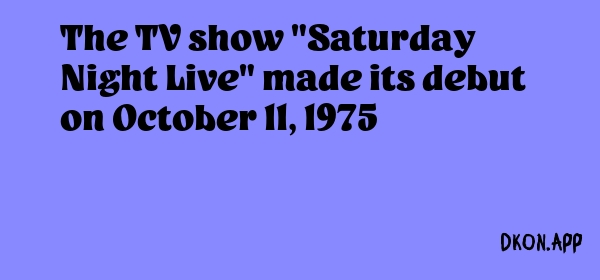 The TV show "Saturday
Night Live" made its debut
on October 11, 1975
DKON.APP